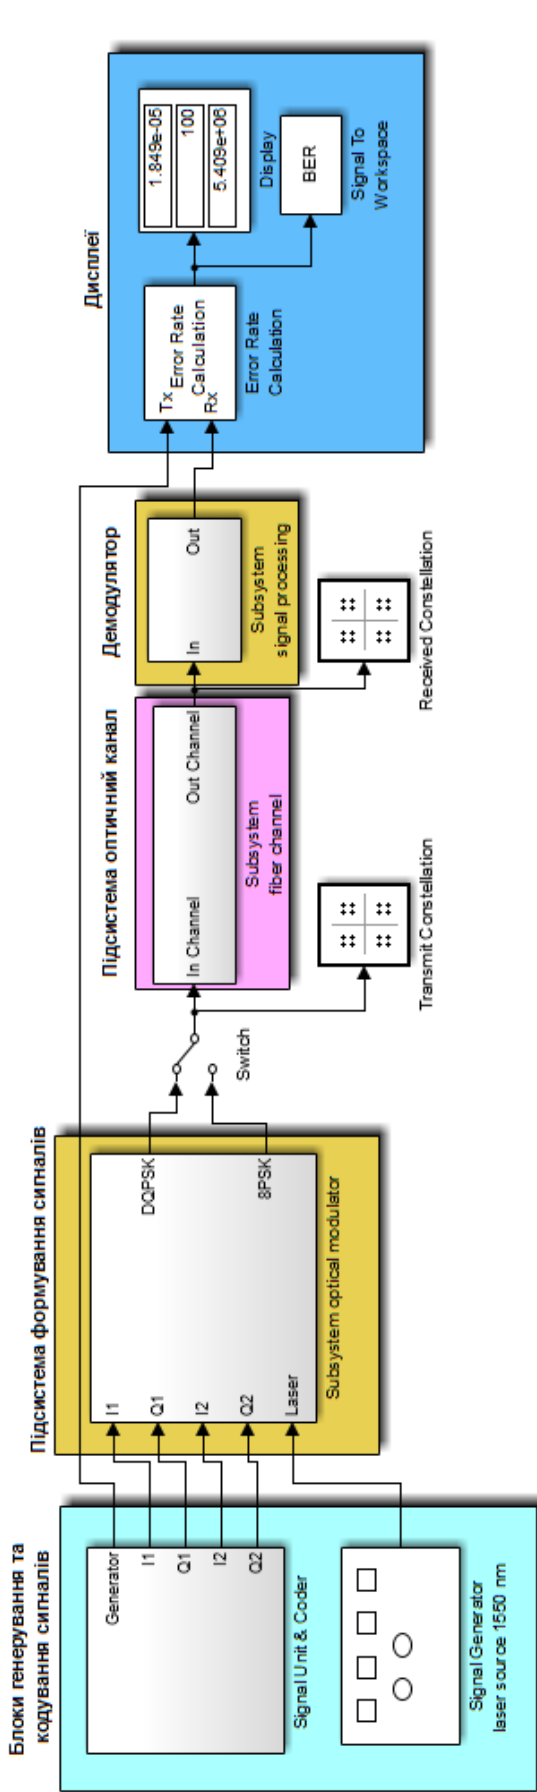 Блоки генерування та
кодування сигналів
Generator
I1
Q1
I2
Q2
Signal Unit & Coder
Signal Generator
laser source 1550 nm
Підсистема формування сигналів
I1
Q1
I2
Q2
Laser
DQPSK
8PSK
Subsystem optical modulator
Switch
Підсистема оптичний канал
In Channel
Out Channel
Subsystem
fiber channel
Transmit Constellation
Демодулятор
In
Out
Subsystem
signal processing
Received Constellation
Дисплеї
Tx
Error Rate
Calculation
Rx
Error Rate
Calculation
1.849e-05
100
5.409e+06
Display
BER
Signal To
Workspace